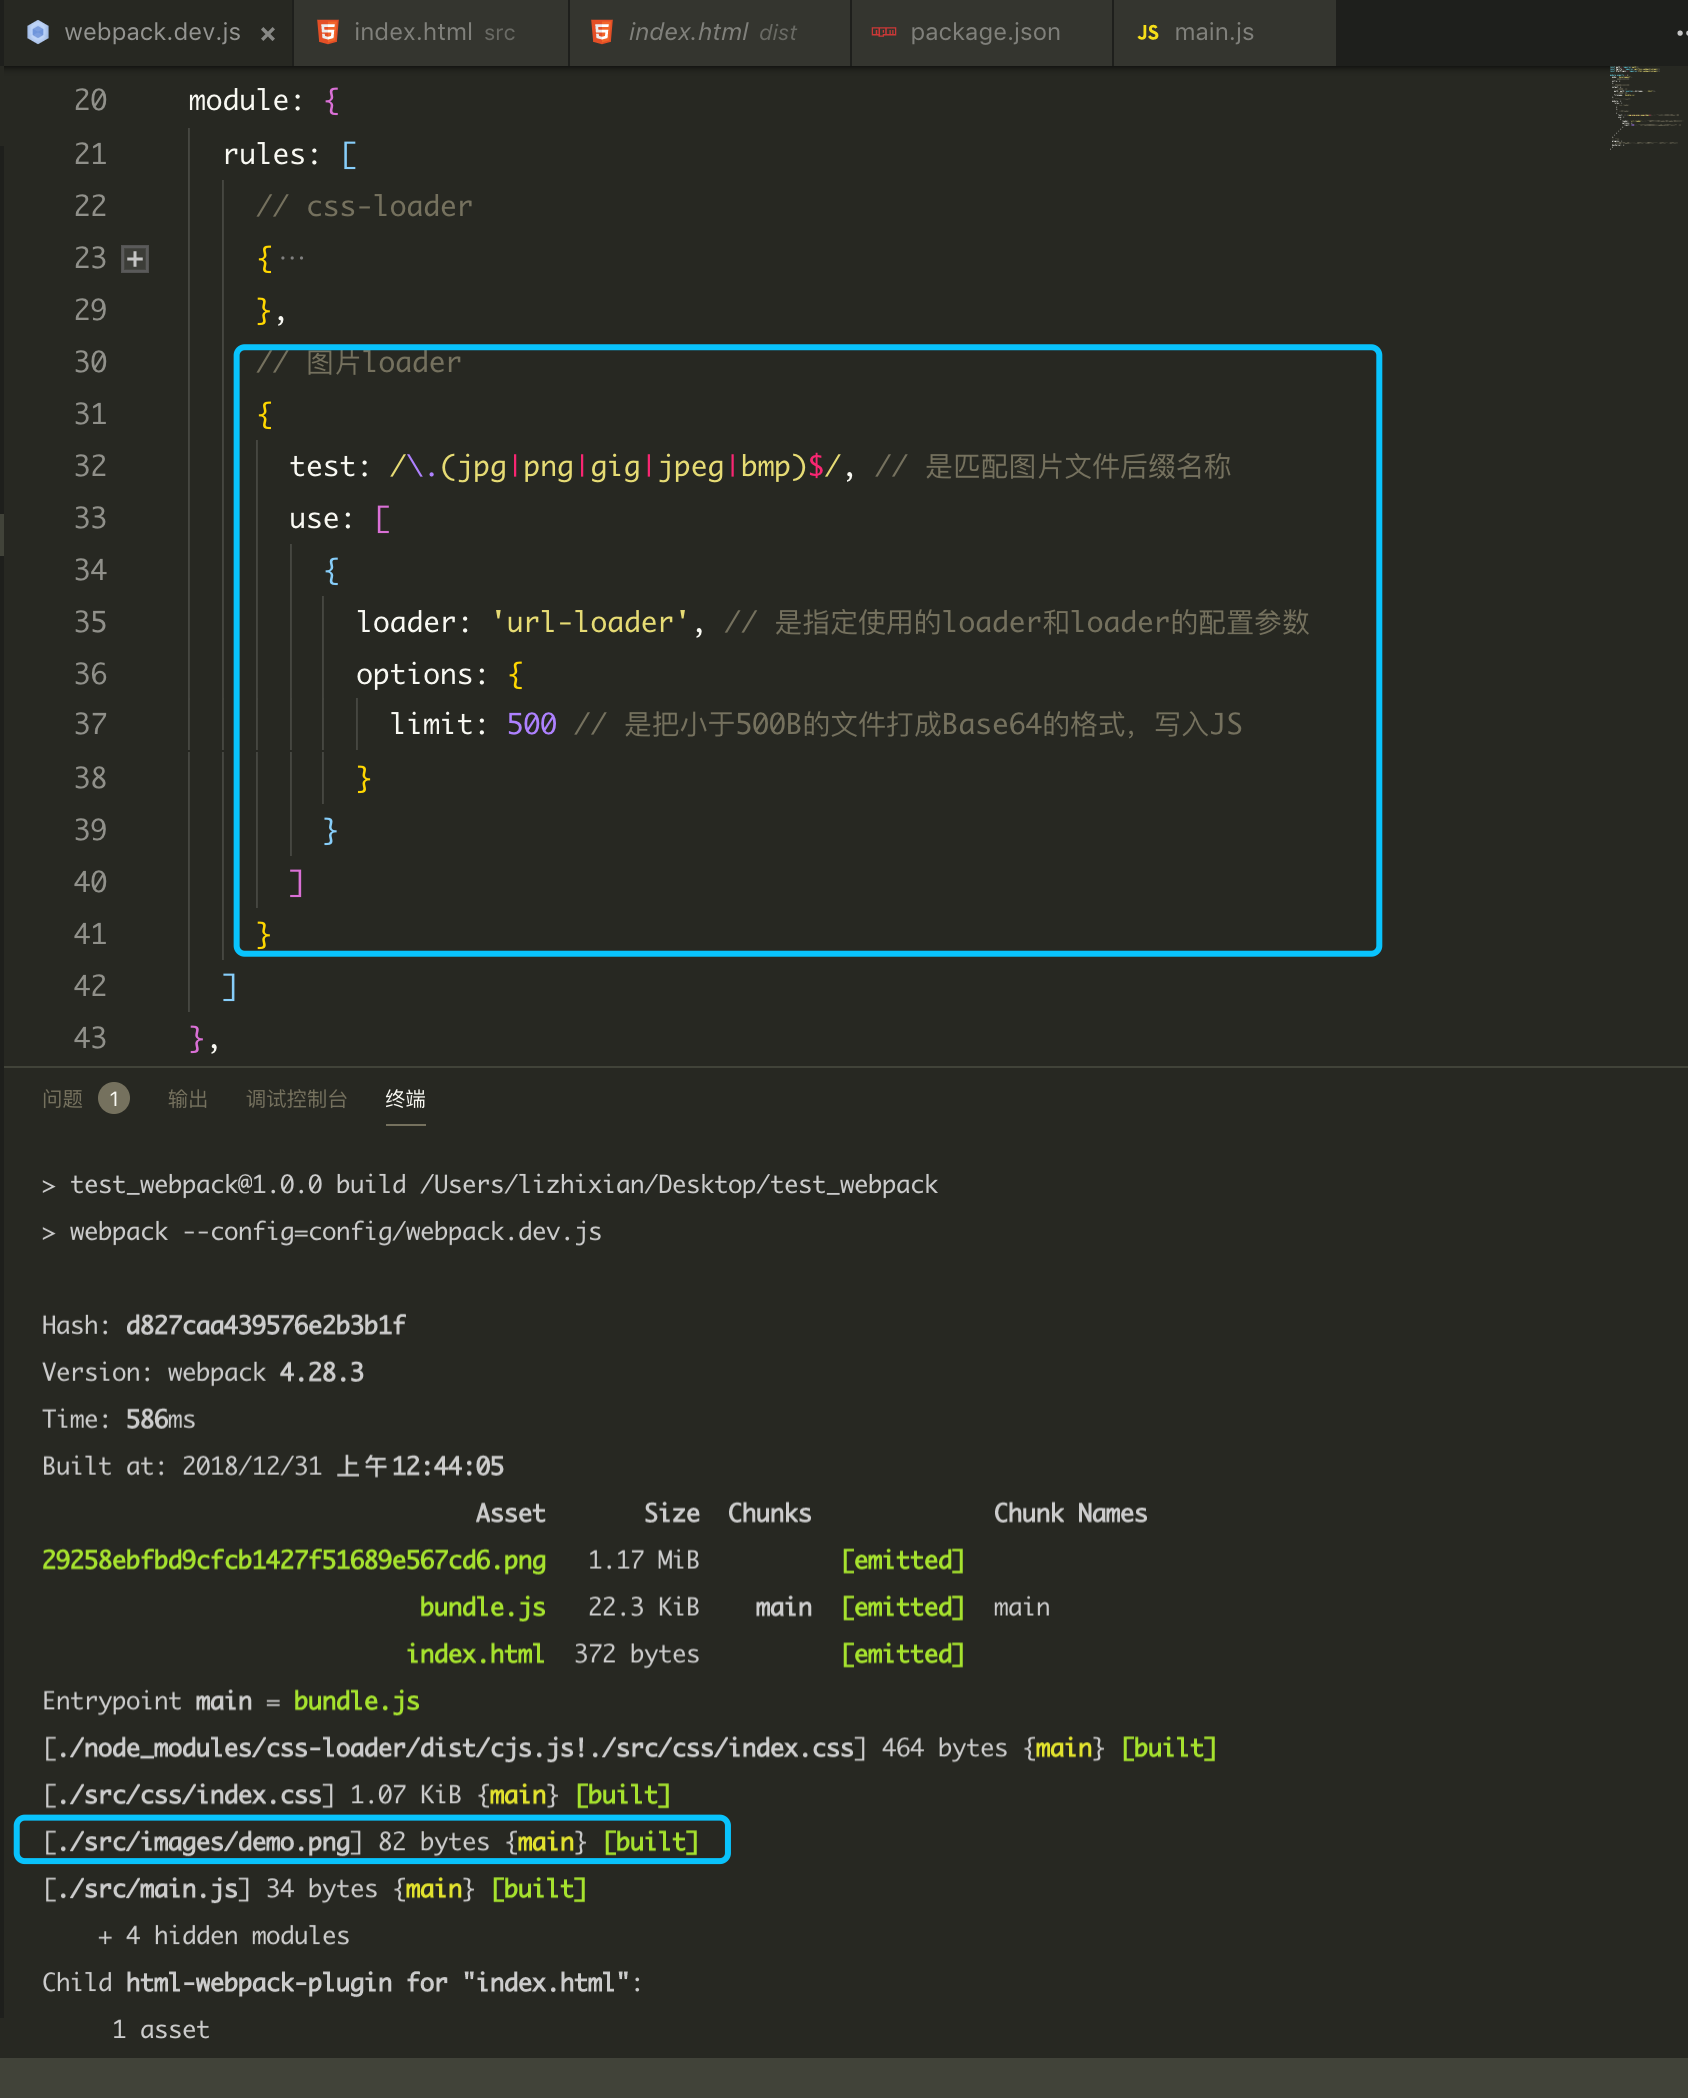 webpack.dev.js × index.html src index.html dist package.json JS main.js
20 module: {
21 rules: [
22 // css-loader
23 { ···
29 },
30 // 图片loader
31 {
32 test: /\.(jpg|png|gig|jpeg|bmp)$/, // 是匹配图片文件后缀名称
33 use: [
34 {
35 loader: 'url-loader', // 是指定使用的loader和loader的配置参数
36 options: {
37 limit: 500 // 是把小于500B的文件打成Base64的格式，写入JS
38 }
39 }
40 ]
41 }
42 ]
43 },
问题 1 输出 调试控制台 终端
> test_webpack@1.0.0 build /Users/lizhixian/Desktop/test_webpack
> webpack --config=config/webpack.dev.js
Hash: d827caa439576e2b3b1f
Version: webpack 4.28.3
Time: 586ms
Built at: 2018/12/31 上午12:44:05
Asset Size Chunks Chunk Names
29258ebfbd9cfcb1427f51689e567cd6.png 1.17 MiB [emitted]
bundle.js 22.3 KiB main [emitted] main
index.html 372 bytes [emitted]
Entrypoint main = bundle.js
[./node_modules/css-loader/dist/cjs.js!./src/css/index.css] 464 bytes {main} [built]
[./src/css/index.css] 1.07 KiB {main} [built]
[./src/images/demo.png] 82 bytes {main} [built]
[./src/main.js] 34 bytes {main} [built]
+ 4 hidden modules
Child html-webpack-plugin for "index.html":
1 asset